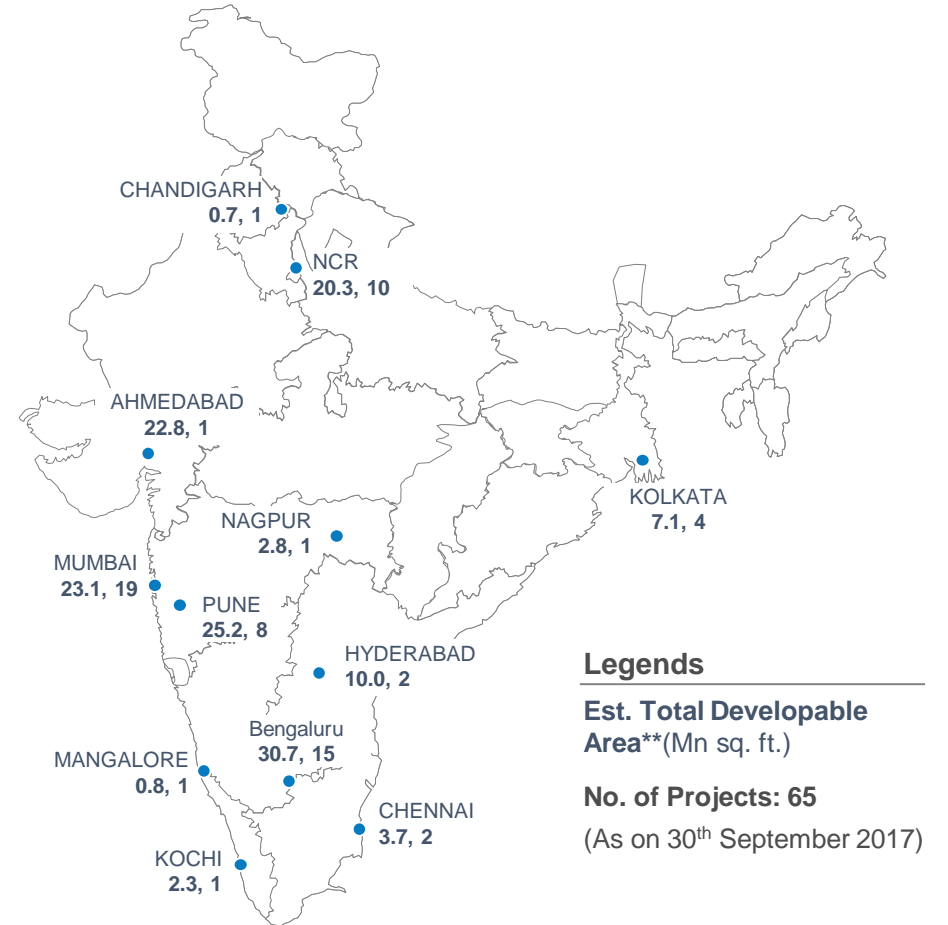 CHANDIGARH
0.7, 1
NCR
20.3, 10
AHMEDABAD
22.8, 1
KOLKATA
7.1, 4
NAGPUR
2.8, 1
MUMBAI
23.1, 19
PUNE
25.2, 8
HYDERABAD
10.0, 2
Bengaluru
30.7, 15
MANGALORE
0.8, 1
CHENNAI
3.7, 2
KOCHI
2.3, 1
Legends
Est. Total Developable
Area**(Mn sq. ft.)
No. of Projects: 65
(As on 30th September 2017)